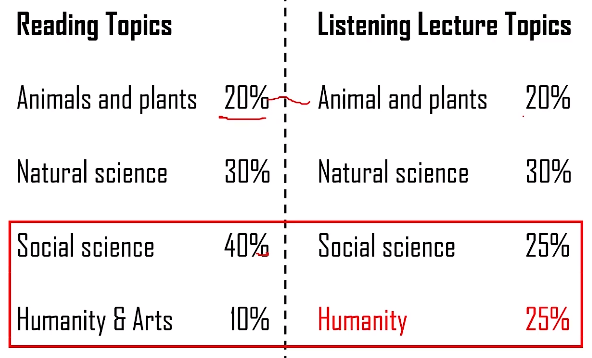 Reading Topics Listening Lecture Topics
Animals and plants 20% Animal and plants 20%
Natural science 30% Natural science 30%
Social science 40% Social science 25%
Humanity & Arts 10% Humanity 25%